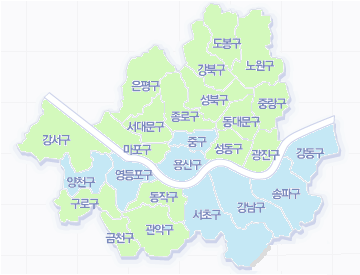 도봉구
노원구
강북구
은평구
성북구
중랑구
종로구
동대문구
서대문구
중구
강서구
마포구
성동구
광진구
강동구
용산구
양천구
영등포구
송파구
동작구
구로구
강남구
서초구
관악구
금천구